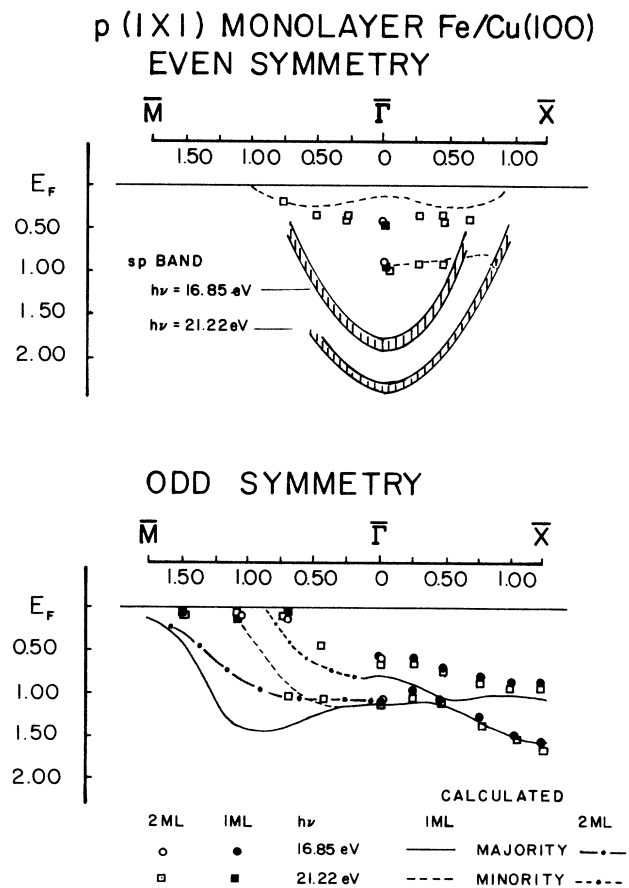 p (1X1) MONOLAYER Fe/Cu(100)
EVEN SYMMETRY
M̅ Γ̅ X̅
1.50 1.00 0.50 0 0.50 1.00
E_F
0.50
1.00
1.50
2.00
sp BAND
hν = 16.85 eV
hν = 21.22 eV
ODD SYMMETRY
M̅ Γ̅ X̅
1.50 1.00 0.50 0 0.50 1.00
E_F
0.50
1.00
1.50
2.00
CALCULATED
2ML 1ML hν 1ML 2ML
16.85 eV MAJORITY
21.22 eV MINORITY